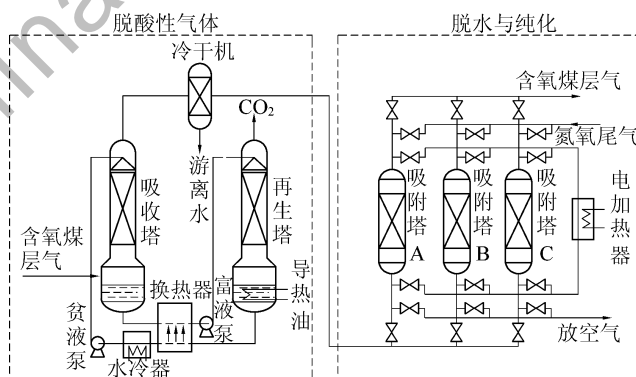 脱酸性气体
脱水与纯化
冷干机
CO₂
游离水
吸收塔
再生塔
含氧煤层气
换热器
富液泵
导热油
贫液泵
水冷器
含氧煤层气
氮氧尾气
吸附塔
A
吸附塔
B
吸附塔
C
电加热器
放空气